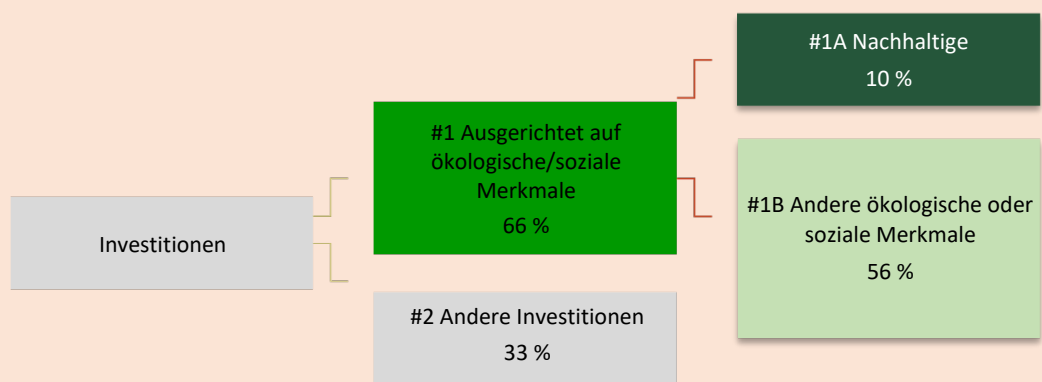 Investitionen
#1 Ausgerichtet auf
ökologische/soziale
Merkmale
66 %
#2 Andere Investitionen
33 %
#1A Nachhaltige
10 %
#1B Andere ökologische oder
soziale Merkmale
56 %